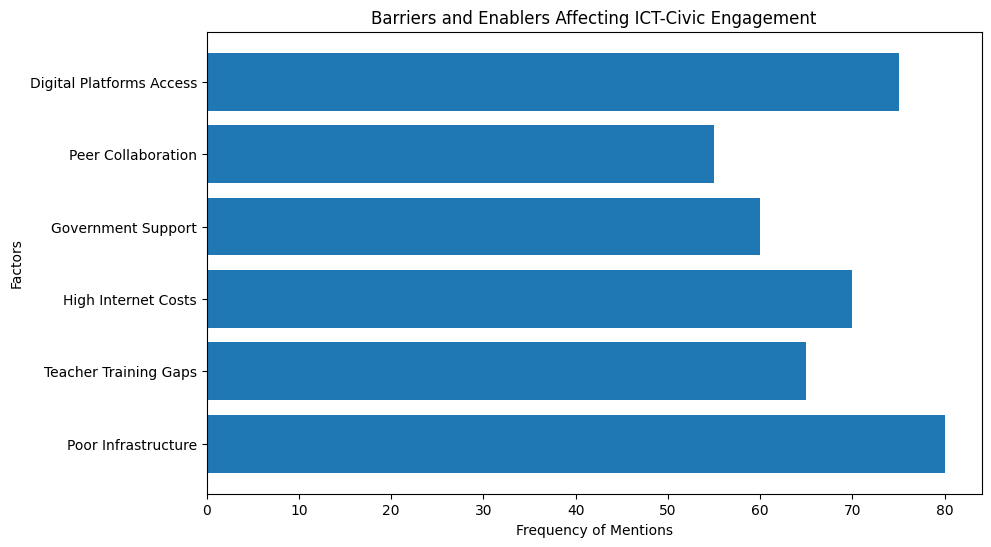 Barriers and Enablers Affecting ICT-Civic Engagement
Factors
Digital Platforms Access
Peer Collaboration
Government Support
High Internet Costs
Teacher Training Gaps
Poor Infrastructure
0 10 20 30 40 50 60 70 80
Frequency of Mentions